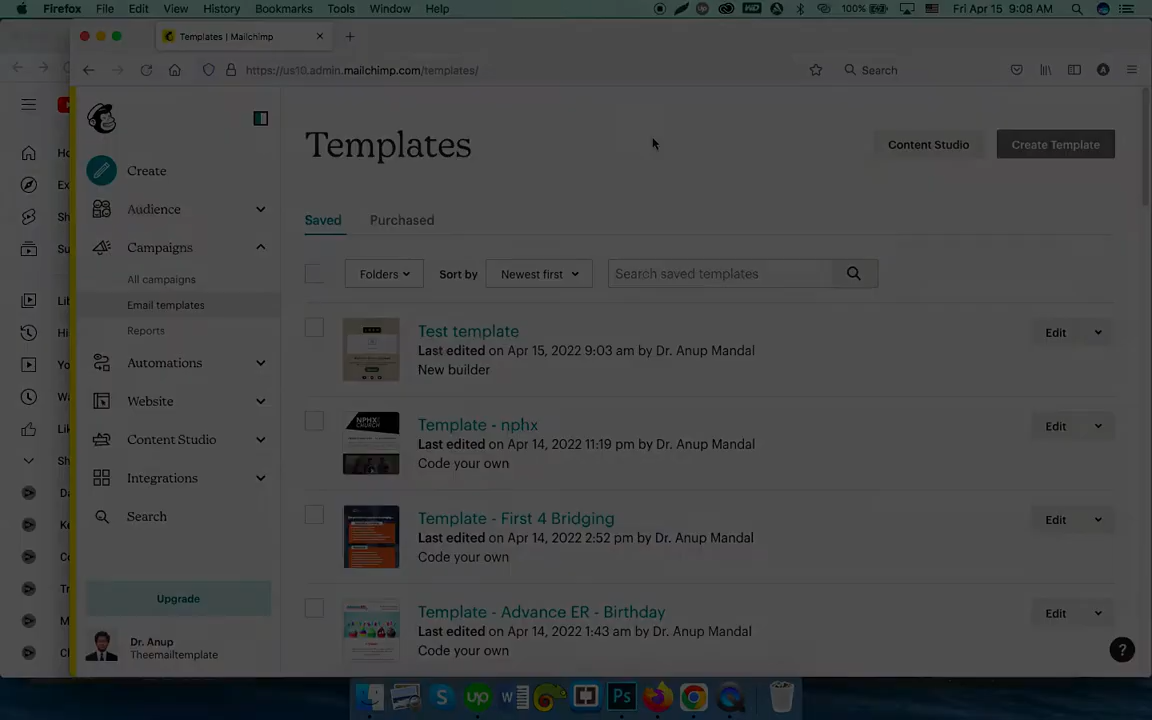 Firefox File Edit View History Bookmarks Tools Window Help 100% Fri Apr 15 9:08 AM
Templates | Mailchimp
https://us10.admin.mailchimp.com/templates/
Search
Templates
Content Studio
Create Template
Create
Audience
Campaigns
All campaigns
Email templates
Reports
Automations
Website
Content Studio
Integrations
Search
Upgrade
Dr. Anup
Theemailtemplate
Saved Purchased
Folders Sort by Newest first Search saved templates
Test template
Last edited on Apr 15, 2022 9:03 am by Dr. Anup Mandal
New builder
Edit
Template - nphx
Last edited on Apr 14, 2022 11:19 pm by Dr. Anup Mandal
Code your own
Edit
Template - First 4 Bridging
Last edited on Apr 14, 2022 2:52 pm by Dr. Anup Mandal
Code your own
Edit
Template - Advance ER - Birthday
Last edited on Apr 14, 2022 1:43 am by Dr. Anup Mandal
Code your own
Edit
?